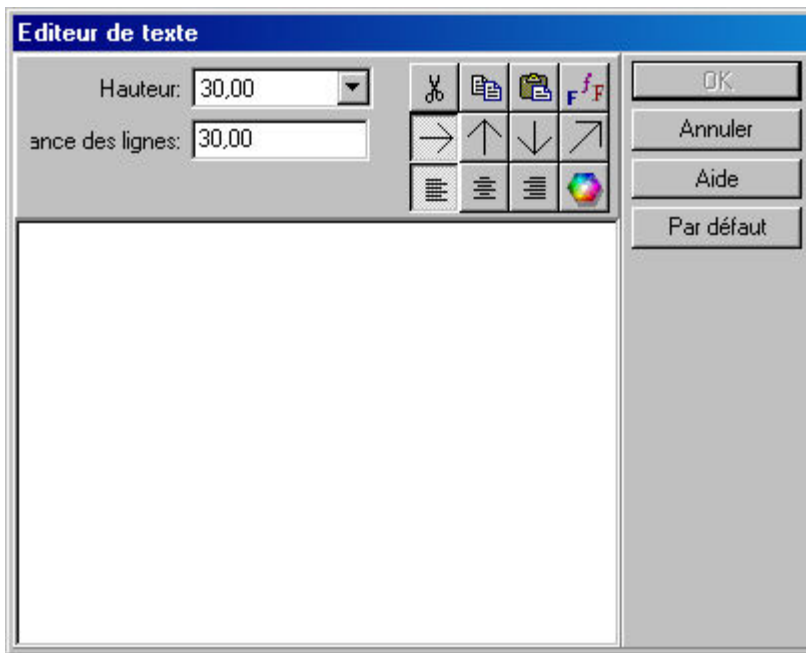 Editeur de texte
Hauteur: 30,00
ance des lignes: 30,00
F f F
OK
Annuler
Aide
Par défaut